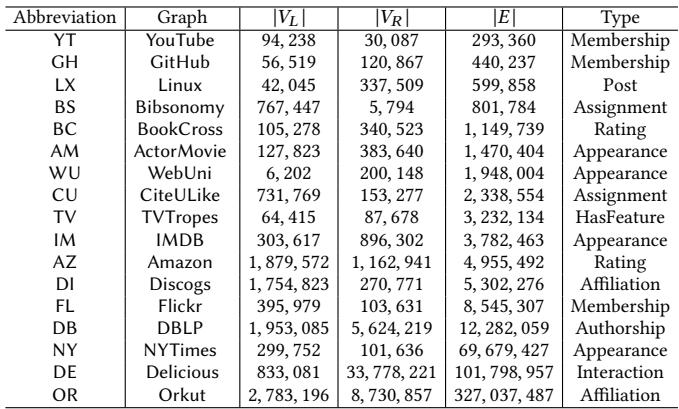 Abbreviation Graph |V_L| |V_R| |E| Type
YT YouTube 94, 238 30, 087 293, 360 Membership
GH GitHub 56, 519 120, 867 440, 237 Membership
LX Linux 42, 045 337, 509 599, 858 Post
BS Bibsonomy 767, 447 5, 794 801, 784 Assignment
BC BookCross 105, 278 340, 523 1, 149, 739 Rating
AM ActorMovie 127, 823 383, 640 1, 470, 404 Appearance
WU WebUni 6, 202 200, 148 1, 948, 004 Appearance
CU CiteULike 731, 769 153, 277 2, 338, 554 Assignment
TV TVTropes 64, 415 87, 678 3, 232, 134 HasFeature
IM IMDB 303, 617 896, 302 3, 782, 463 Appearance
AZ Amazon 1, 879, 572 1, 162, 941 4, 955, 492 Rating
DI Discogs 1, 754, 823 270, 771 5, 302, 276 Affiliation
FL Flickr 395, 979 103, 631 8, 545, 307 Membership
DB DBLP 1, 953, 085 5, 624, 219 12, 282, 059 Authorship
NY NYTimes 299, 752 101, 636 69, 679, 427 Appearance
DE Delicious 833, 081 33, 778, 221 101, 798, 957 Interaction
OR Orkut 2, 783, 196 8, 730, 857 327, 037, 487 Affiliation